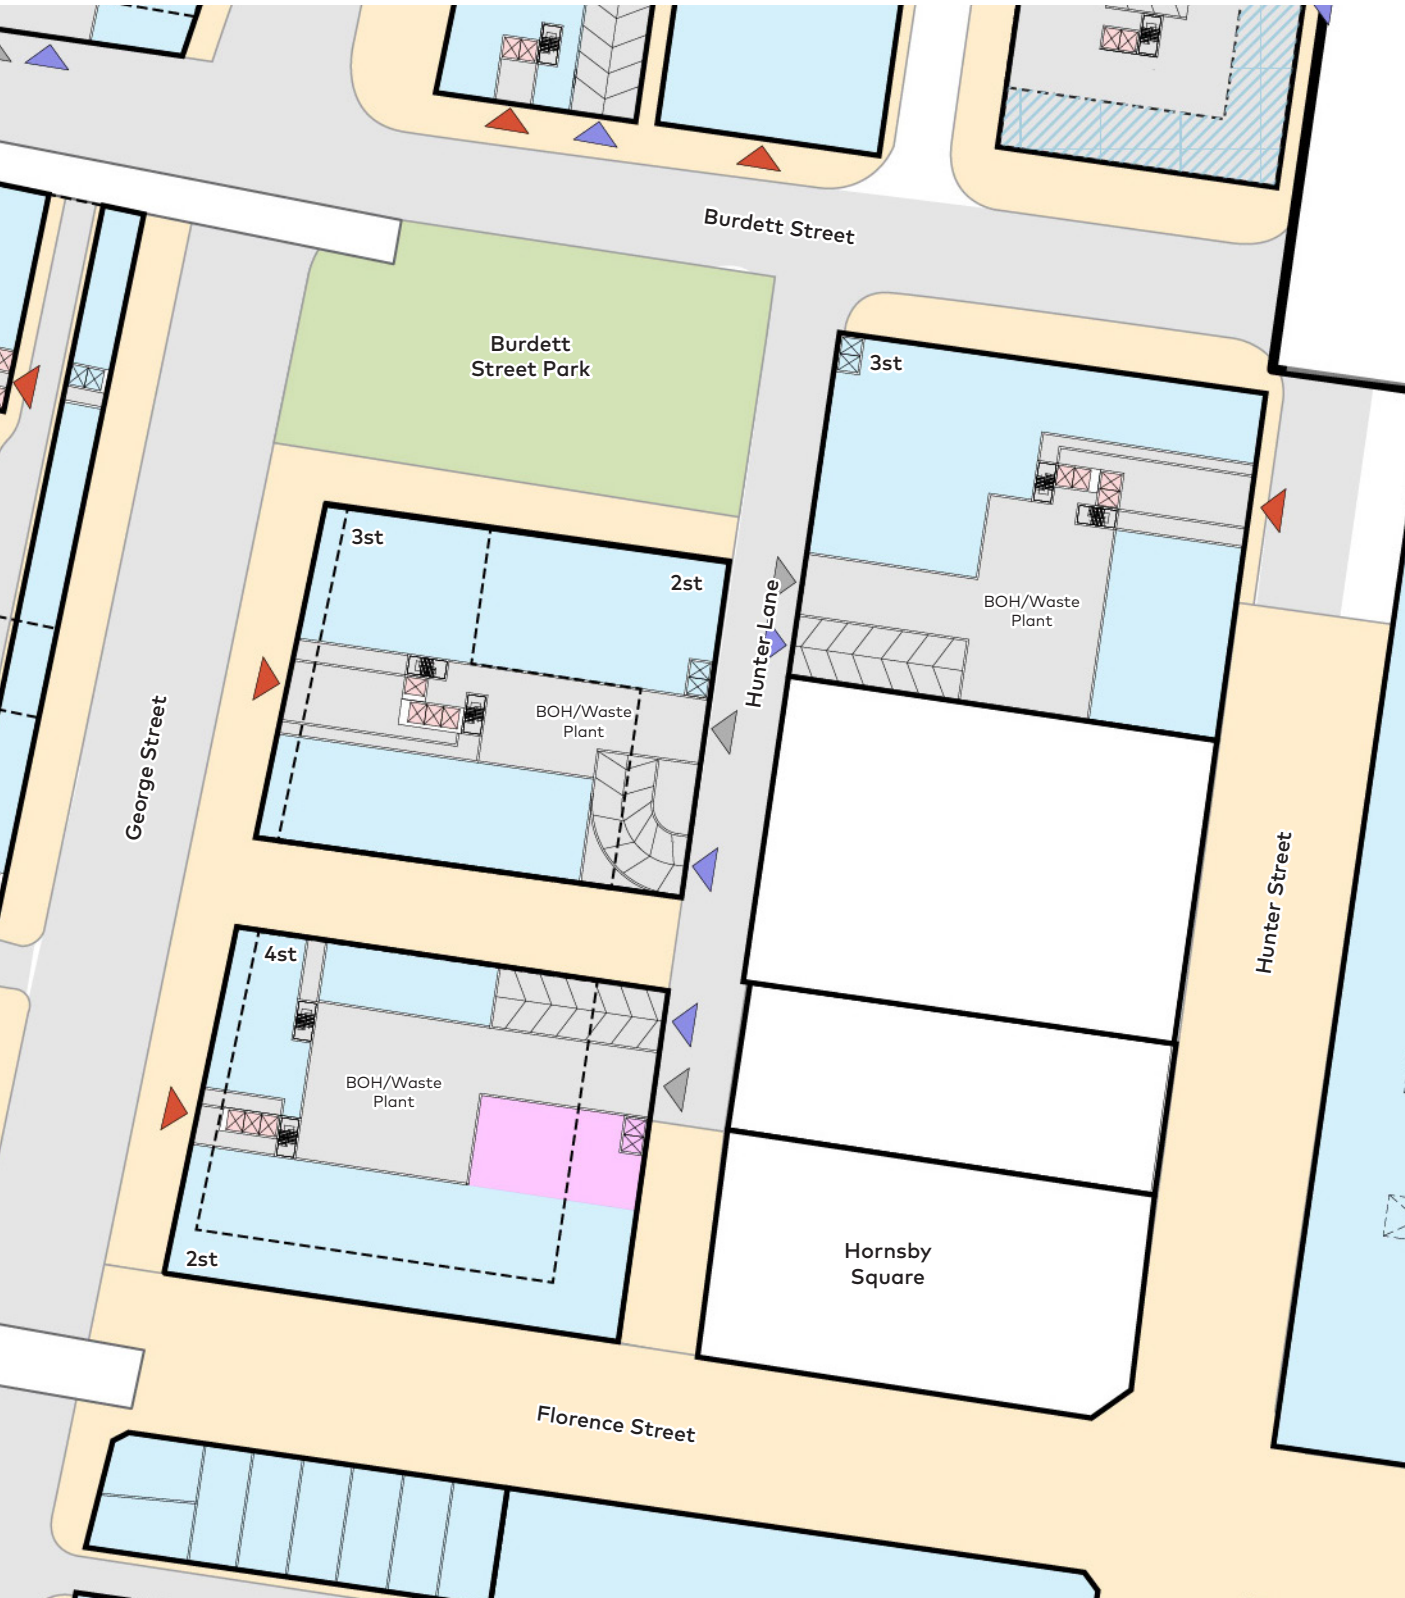 Burdett Street
Burdett
Street Park
3st
3st
2st
BOH/Waste
Plant
Hunter Lane
BOH/Waste
Plant
George Street
Hunter Street
4st
BOH/Waste
Plant
2st
Hornsby
Square
Florence Street